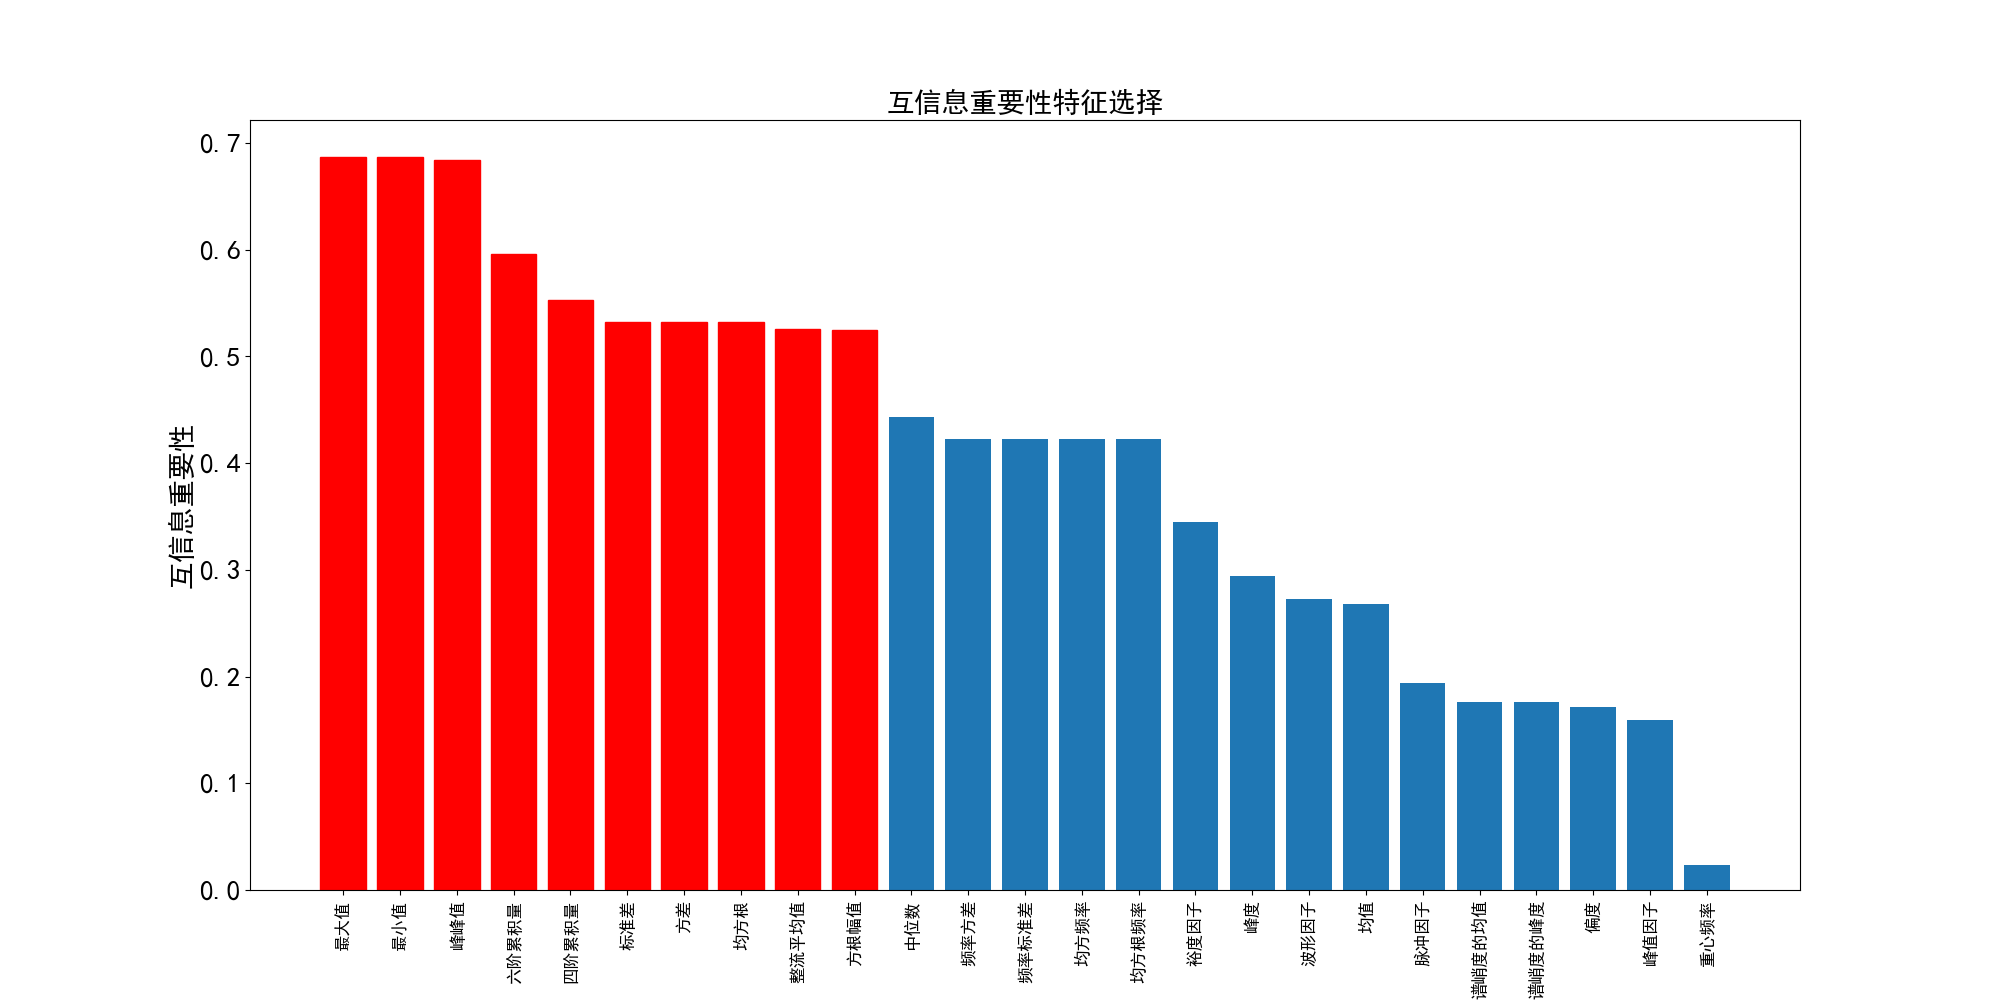 互信息重要性特征选择
互信息重要性
0.7
0.6
0.5
0.4
0.3
0.2
0.1
0.0
最大值
最小值
峰峰值
六阶累积量
四阶累积量
标准差
方差
均方根
整流平均值
方根幅值
中位数
频率方差
频率标准差
均方频率
均方根频率
裕度因子
峰度
波形因子
均值
脉冲因子
谱峭度的均值
谱峭度的峰度
偏度
峰值因子
重心频率